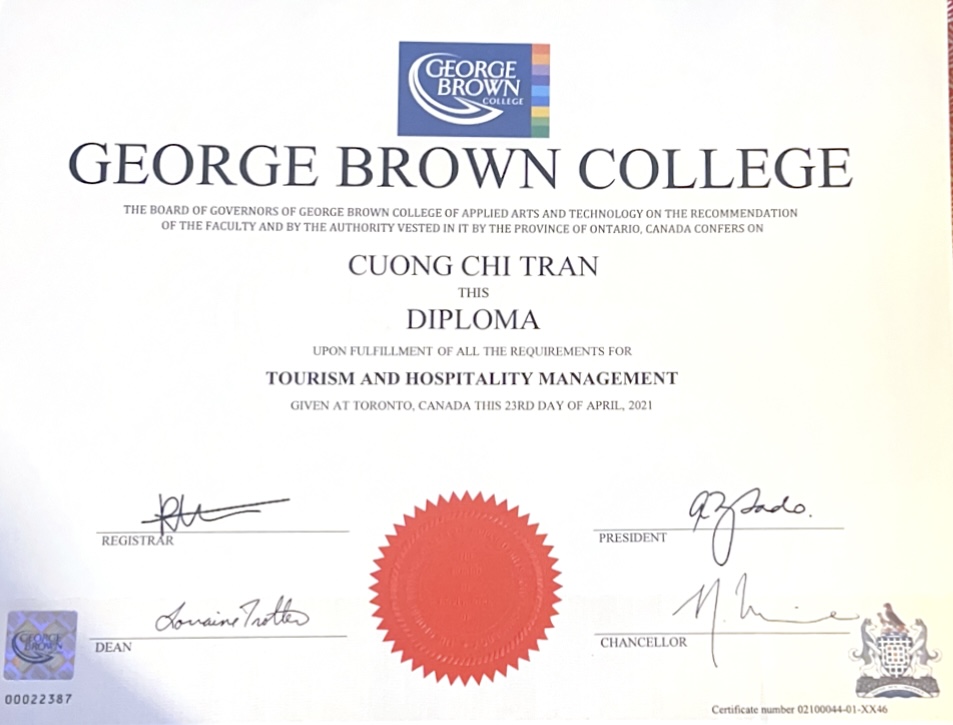 GEORGE
BROWN
COLLEGE
GEORGE BROWN COLLEGE
THE BOARD OF GOVERNORS OF GEORGE BROWN COLLEGE OF APPLIED ARTS AND TECHNOLOGY ON THE RECOMMENDATION
OF THE FACULTY AND BY THE AUTHORITY VESTED IN IT BY THE PROVINCE OF ONTARIO, CANADA CONFERS ON
CUONG CHI TRAN
THIS
DIPLOMA
UPON FULFILLMENT OF ALL THE REQUIREMENTS FOR
TOURISM AND HOSPITALITY MANAGEMENT
GIVEN AT TORONTO, CANADA THIS 23RD DAY OF APRIL, 2021
REGISTRAR
PRESIDENT
Lorraine Trotter
DEAN
CHANCELLOR
GEORGE
BROWN
00022387
Certificate number 02100044-01-XX46